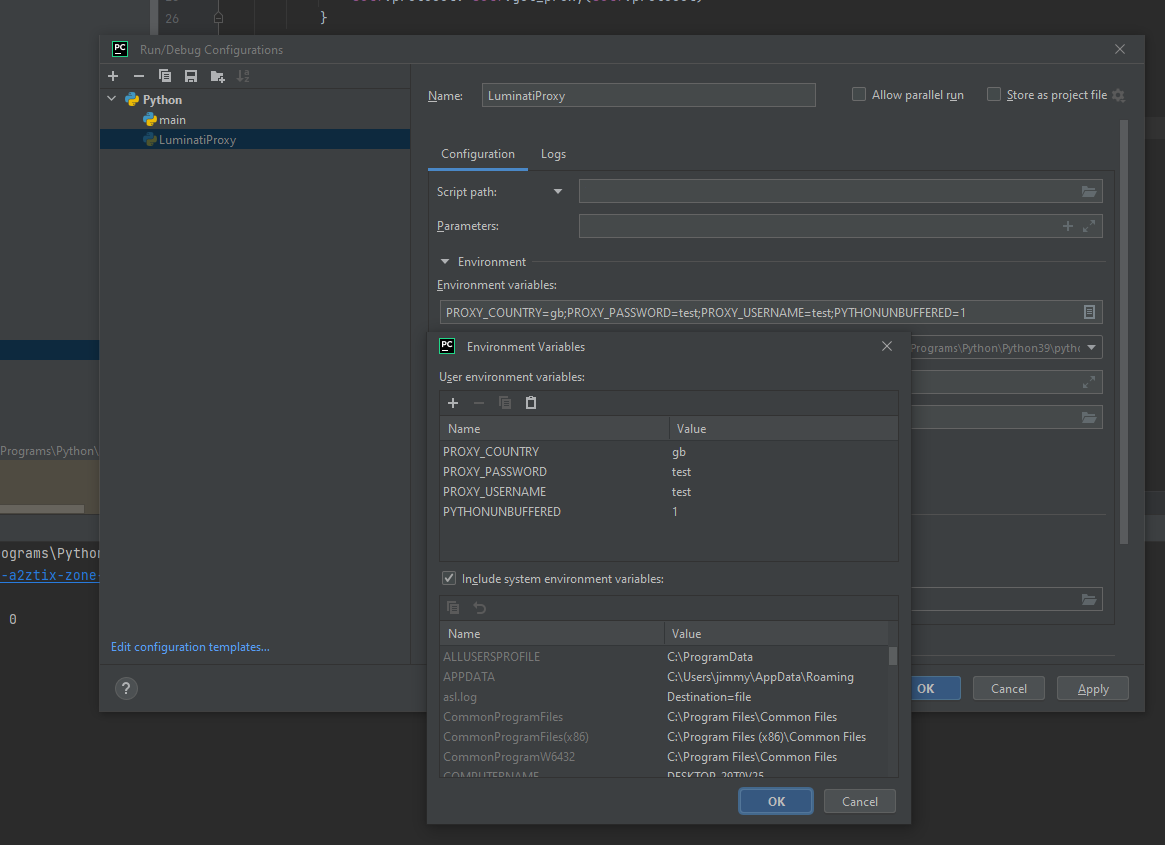 26
}
PC
Run/Debug Configurations
Python
main
LuminatiProxy
Name:
LuminatiProxy
Allow parallel run
Store as project file
Configuration
Logs
Script path:
Parameters:
Environment
Environment variables:
PROXY_COUNTRY=gb;PROXY_PASSWORD=test;PROXY_USERNAME=test;PYTHONUNBUFFERED=1
Programs\Python\Python39\pytho
PC
Environment Variables
User environment variables:
Name Value
PROXY_COUNTRY gb
PROXY_PASSWORD test
PROXY_USERNAME test
PYTHONUNBUFFERED 1
Include system environment variables:
Name Value
ALLUSERSPROFILE C:\ProgramData
APPDATA C:\Users\jimmy\AppData\Roaming
asl.log Destination=file
CommonProgramFiles C:\Program Files\Common Files
CommonProgramFiles(x86) C:\Program Files (x86)\Common Files
CommonProgramW6432 C:\Program Files\Common Files
COMPUTERNAME
OK
Cancel
Programs\Python\
ograms\Python
-a2ztix-zone-
0
Edit configuration templates...
?
OK
Cancel
Apply